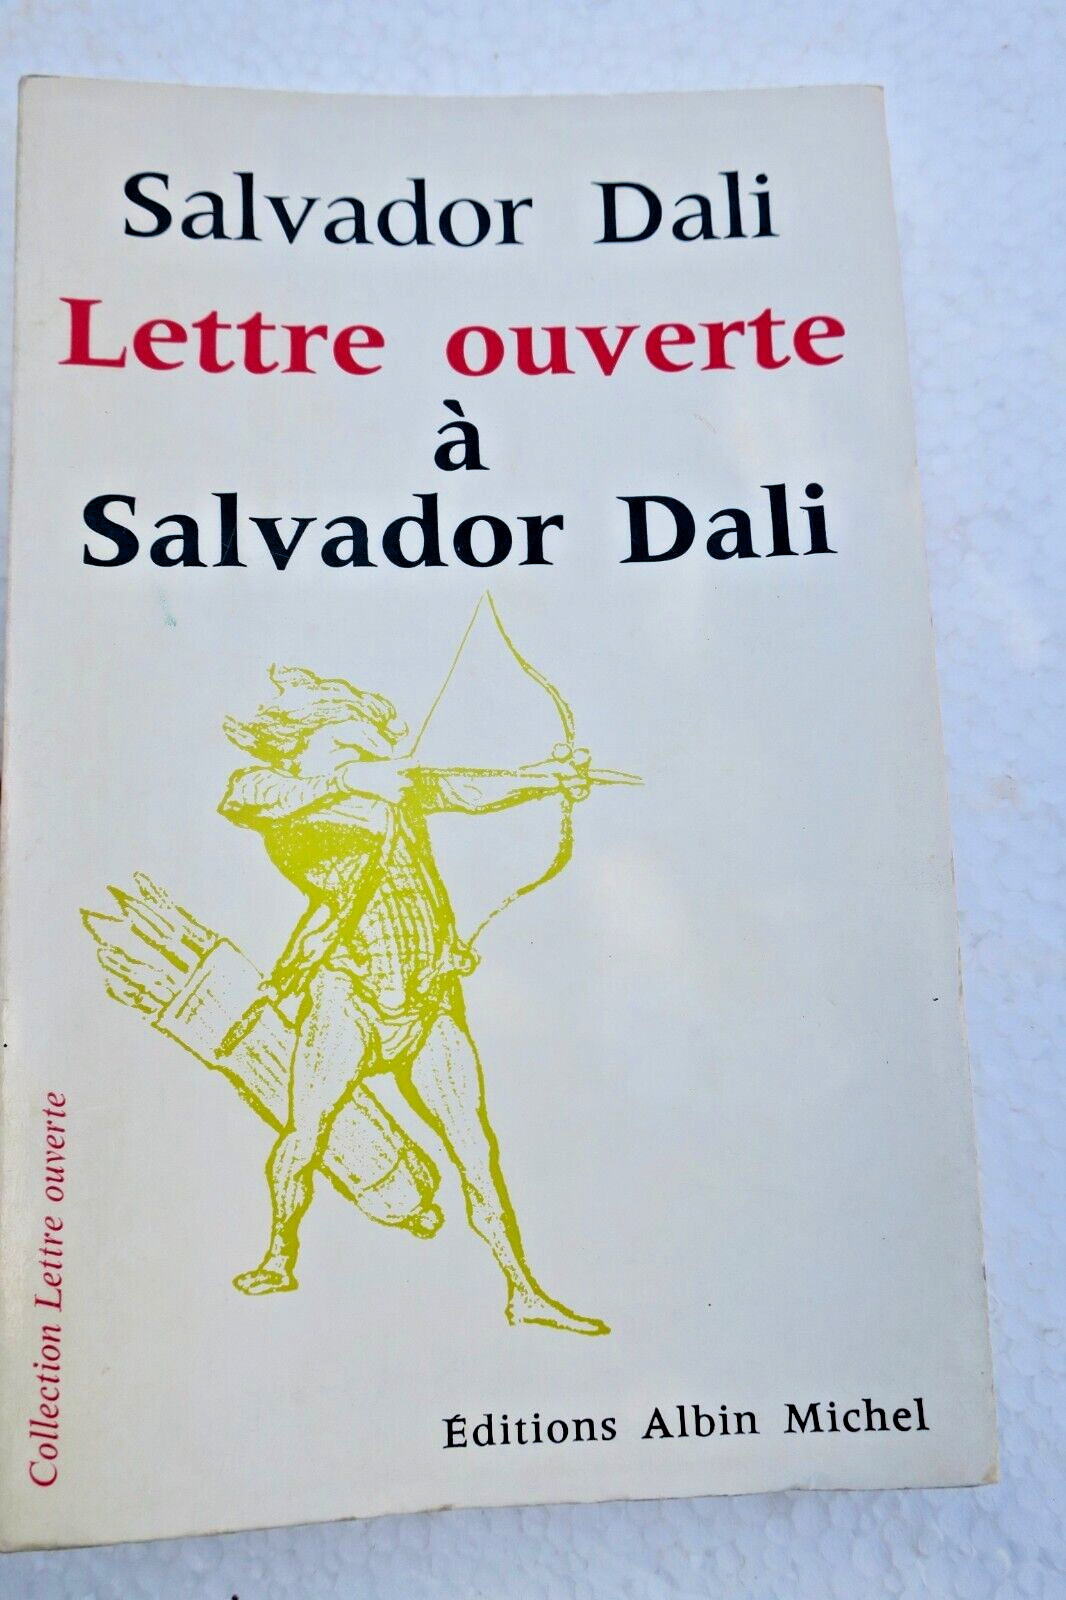 Salvador Dali
Lettre ouverte
à
Salvador Dali
Collection Lettre ouverte
Éditions Albin Michel